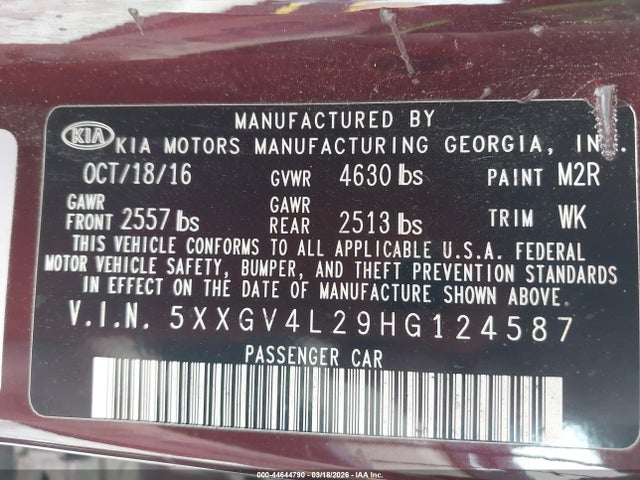 MANUFACTURED BY
KIA KIA MOTORS MANUFACTURING GEORGIA, INC.
OCT/18/16 GVWR 4630 lbs PAINT M2R
GAWR FRONT 2557 lbs GAWR REAR 2513 lbs TRIM WK
THIS VEHICLE CONFORMS TO ALL APPLICABLE U.S.A. FEDERAL
MOTOR VEHICLE SAFETY, BUMPER, AND THEFT PREVENTION STANDARDS
IN EFFECT ON THE DATE OF MANUFACTURE SHOWN ABOVE.
V.I.N. 5XXGV4L29HG124587
PASSENGER CAR
000-44644790 - 03/18/2026 - IAA Inc.